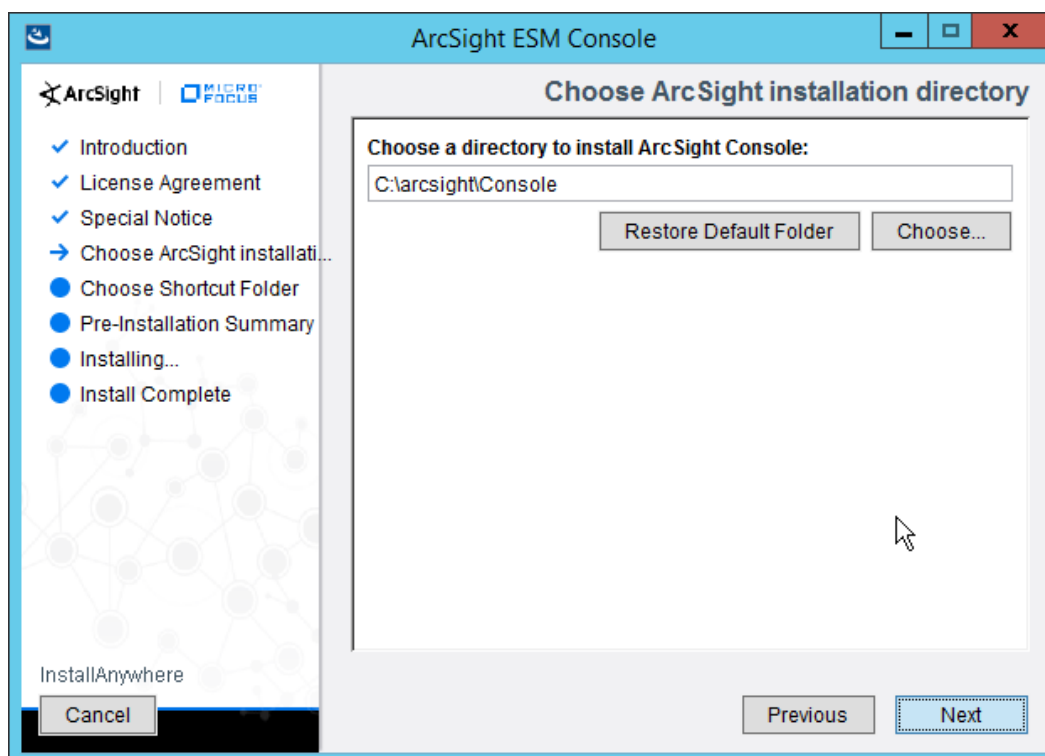 ArcSight ESM Console
X
ArcSight | MICRO FOCUS
Introduction
License Agreement
Special Notice
Choose ArcSight installati...
Choose Shortcut Folder
Pre-Installation Summary
Installing...
Install Complete
Choose ArcSight installation directory
Choose a directory to install ArcSight Console:
C:\arcsight\Console
Restore Default Folder Choose...
InstallAnywhere
Cancel Previous Next